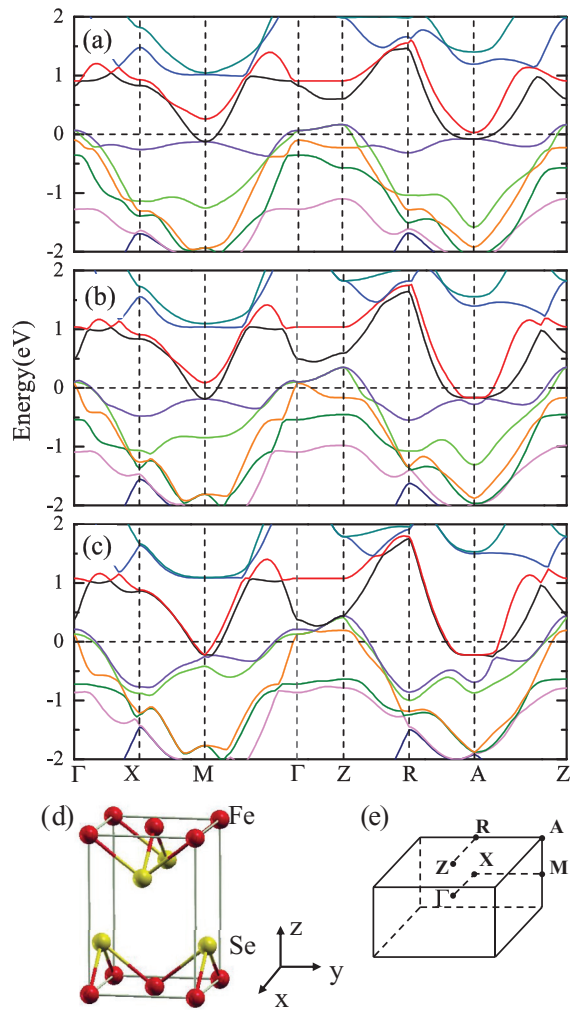 2
(a)
1
0
-1
-2
2
(b)
1
0
-1
-2
2
(c)
1
0
-1
-2
Energy(eV)
Γ X M Γ Z R A Z
(d)
Fe
Se
z
y
x
(e)
R
A
Z
X
M
Γ